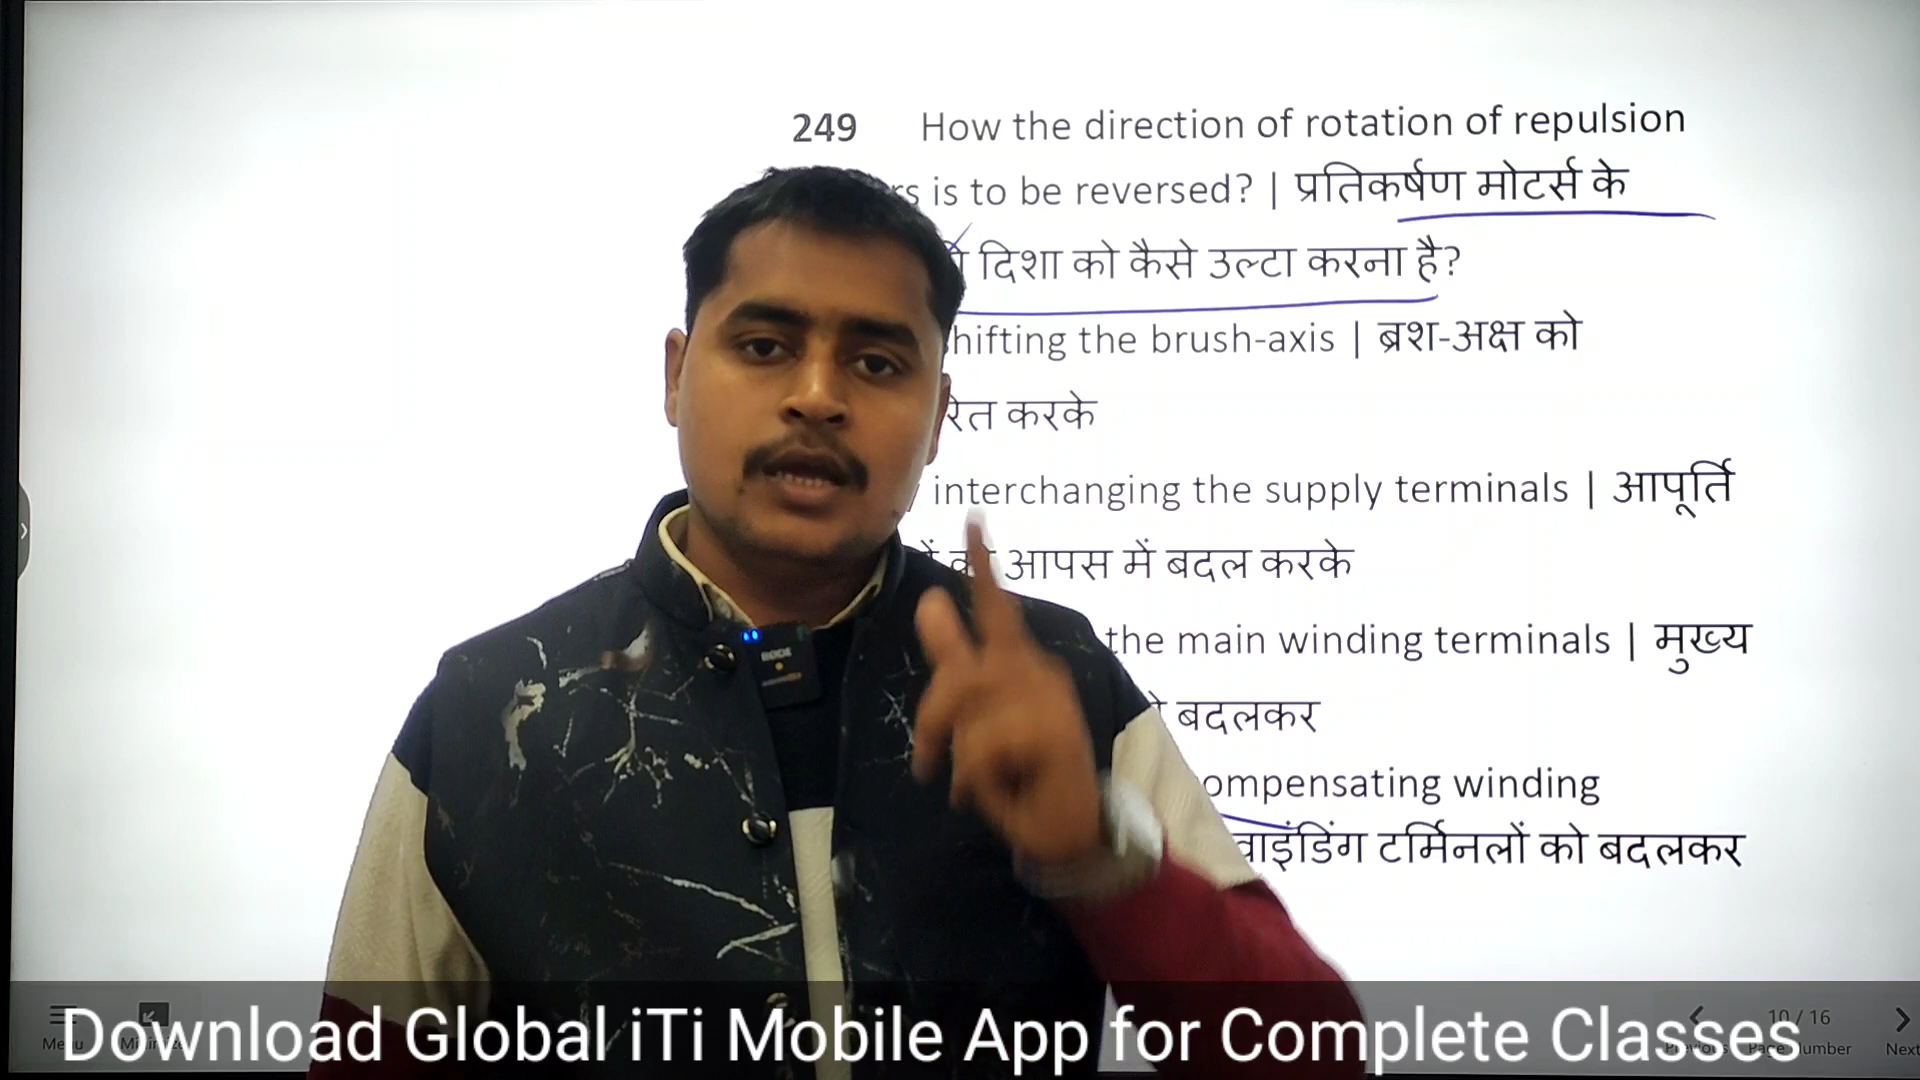 249 How the direction of rotation of repulsion
is to be reversed? | प्रतिकर्षण मोटर्स के
दिशा को कैसे उल्टा करना है?
the brush-axis | ब्रश-अक्ष को
करके
interchanging the supply terminals | आपूर्ति
आपस में बदल करके
the main winding terminals | मुख्य
बदलकर
winding
वाइंडिंग टर्मिनलों को बदलकर
10 / 16
Download Global iTi Mobile App for Complete Classes
Next